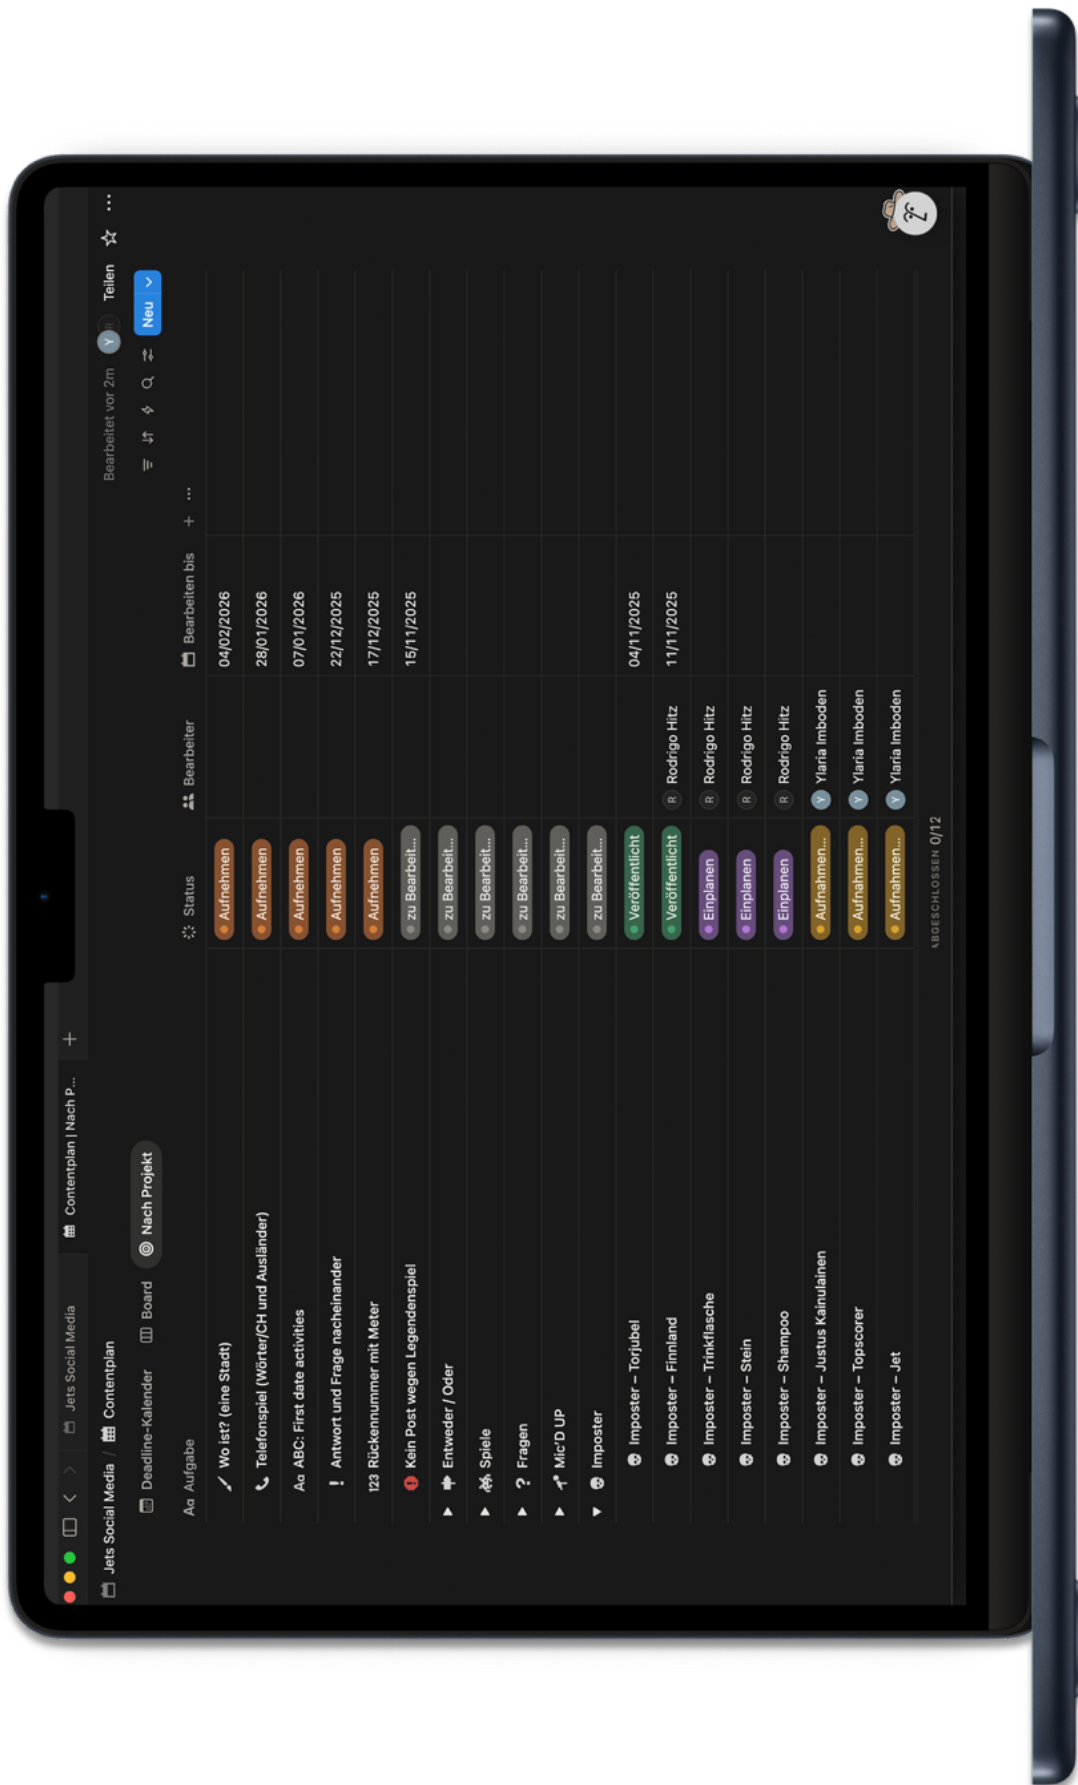 Jets Social Media
Contentplan | Nach P...
Jets Social Media / Contentplan
Bearbeitet vor 2m
Y
R
Teilen
Deadline-Kalender
Board
Nach Projekt
Neu
Aa Aufgabe
Status
Bearbeiter
Bearbeiten bis
Wo ist? (eine Stadt) Aufnehmen 04/02/2026
Telefonspiel (Wörter/CH und Ausländer) Aufnehmen 28/01/2026
Aa ABC: First date activities Aufnehmen 07/01/2026
! Antwort und Frage nacheinander Aufnehmen 22/12/2025
123 Rückennummer mit Meter Aufnehmen 17/12/2025
Kein Post wegen Legendenspiel zu Bearbeit... 15/11/2025
Entweder / Oder zu Bearbeit...
Spiele zu Bearbeit...
? Fragen zu Bearbeit...
Mic'D UP zu Bearbeit...
Imposter zu Bearbeit...
Imposter – Torjubel Veröffentlicht 04/11/2025
Imposter – Finnland Veröffentlicht R Rodrigo Hitz 11/11/2025
Imposter – Trinkflasche Einplanen R Rodrigo Hitz
Imposter – Stein Einplanen R Rodrigo Hitz
Imposter – Shampoo Einplanen R Rodrigo Hitz
Imposter – Justus Kainulainen Aufnahmen... Y Ylaria Imboden
Imposter – Topscorer Aufnahmen... Y Ylaria Imboden
Imposter – Jet Aufnahmen... Y Ylaria Imboden
ABGESCHLOSSEN 0/12